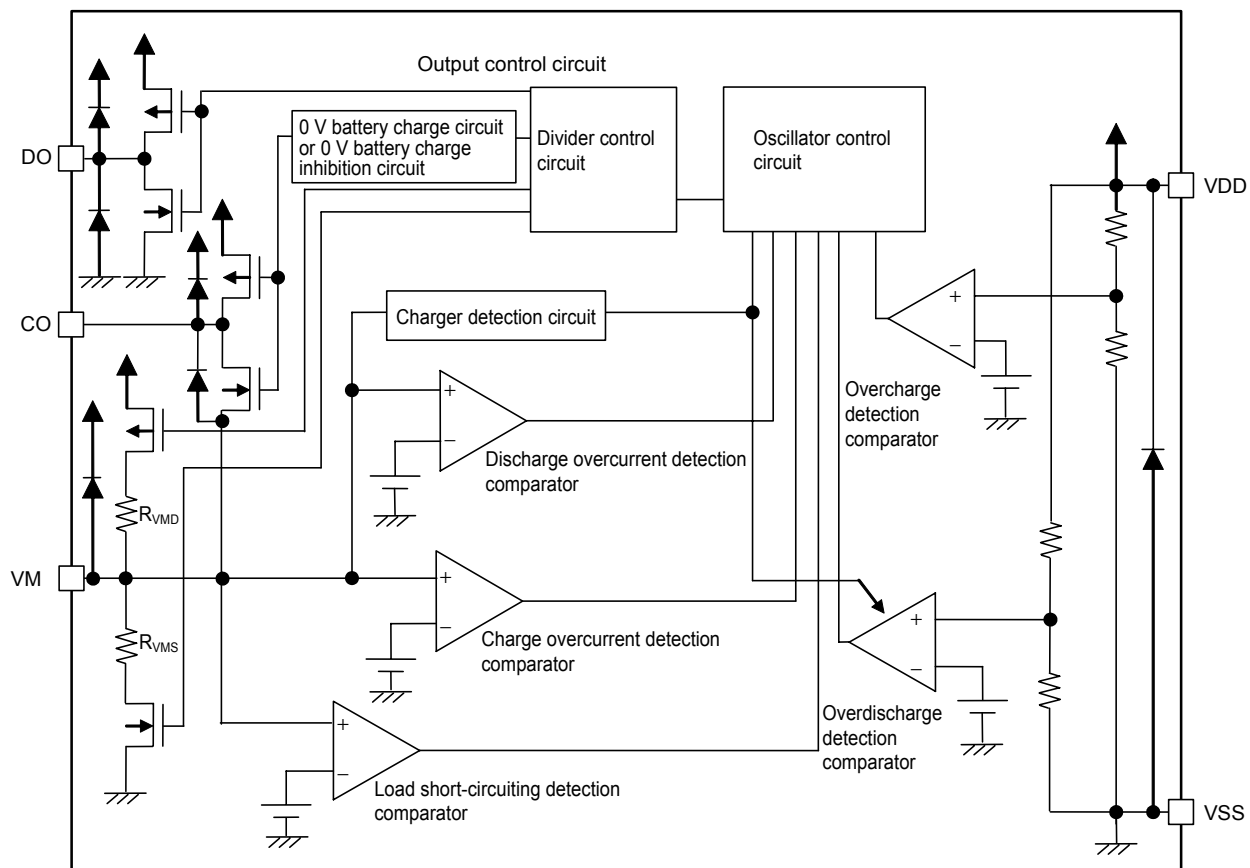 Output control circuit
0 V battery charge circuit
or 0 V battery charge
inhibition circuit
Divider control
circuit
Oscillator control
circuit
DO
VDD
CO
Charger detection circuit
+
−
Overcharge
detection
comparator
+
−
Discharge overcurrent detection
comparator
RVMD
VM
+
−
Charge overcurrent detection
comparator
RVMS
+
−
Overdischarge
detection
comparator
+
−
Load short-circuiting detection
comparator
VSS